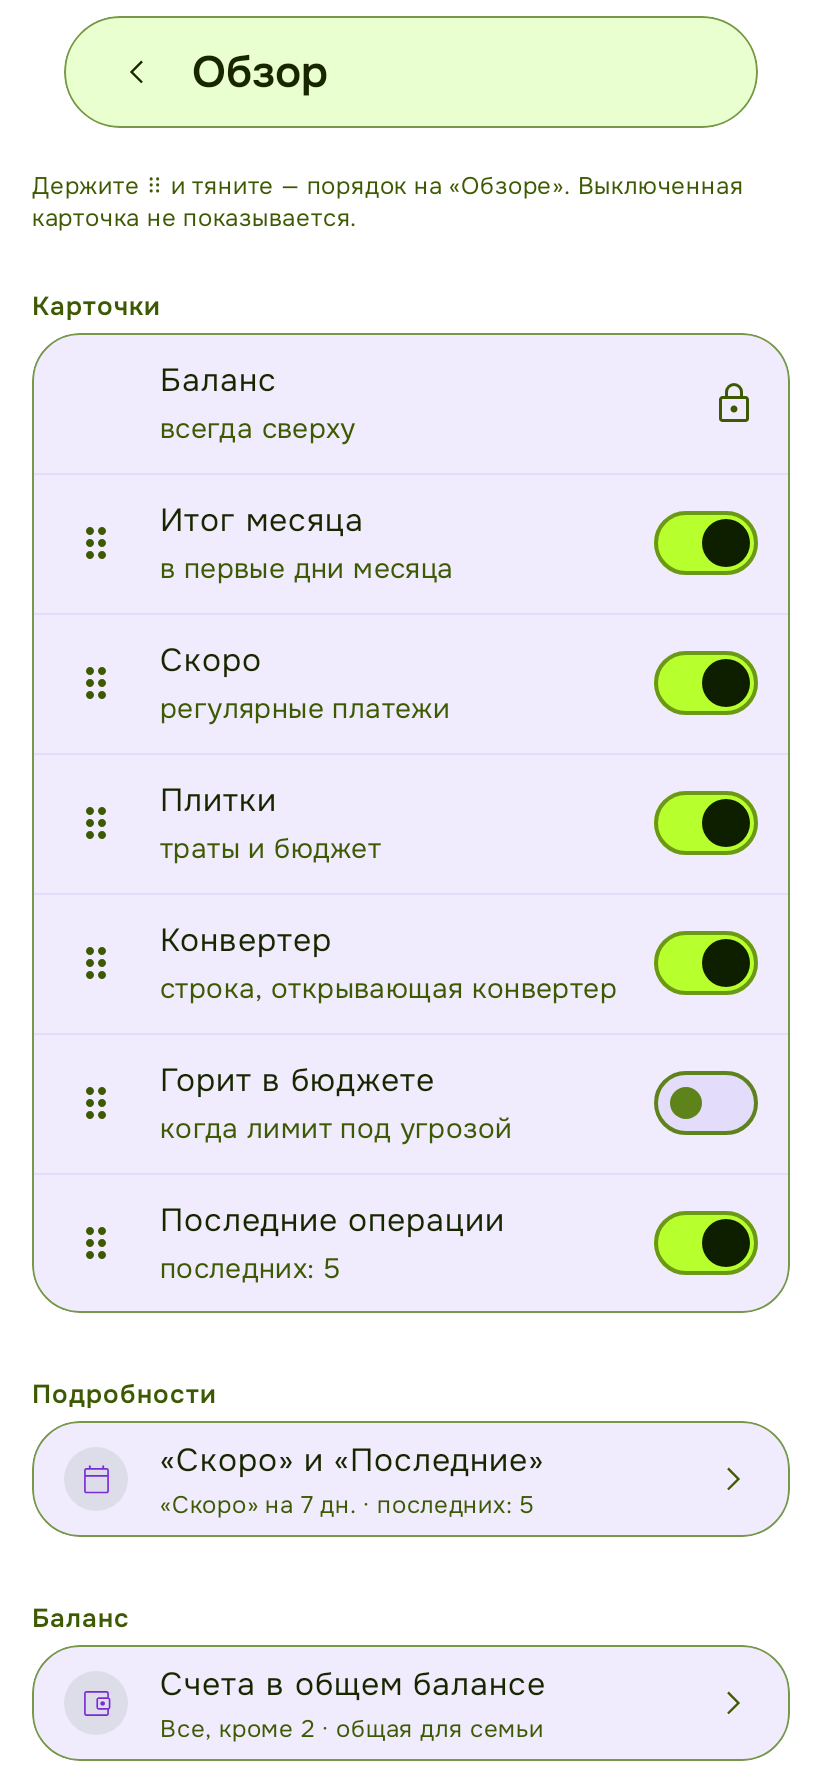 Обзор
Держите ⠿ и тяните — порядок на «Обзоре». Выключенная
карточка не показывается.
Карточки
Баланс
всегда сверху
Итог месяца
в первые дни месяца
Скоро
регулярные платежи
Плитки
траты и бюджет
Конвертер
строка, открывающая конвертер
Горит в бюджете
когда лимит под угрозой
Последние операции
последних: 5
Подробности
«Скоро» и «Последние»
«Скоро» на 7 дн. · последних: 5
Баланс
Счета в общем балансе
Все, кроме 2 · общая для семьи